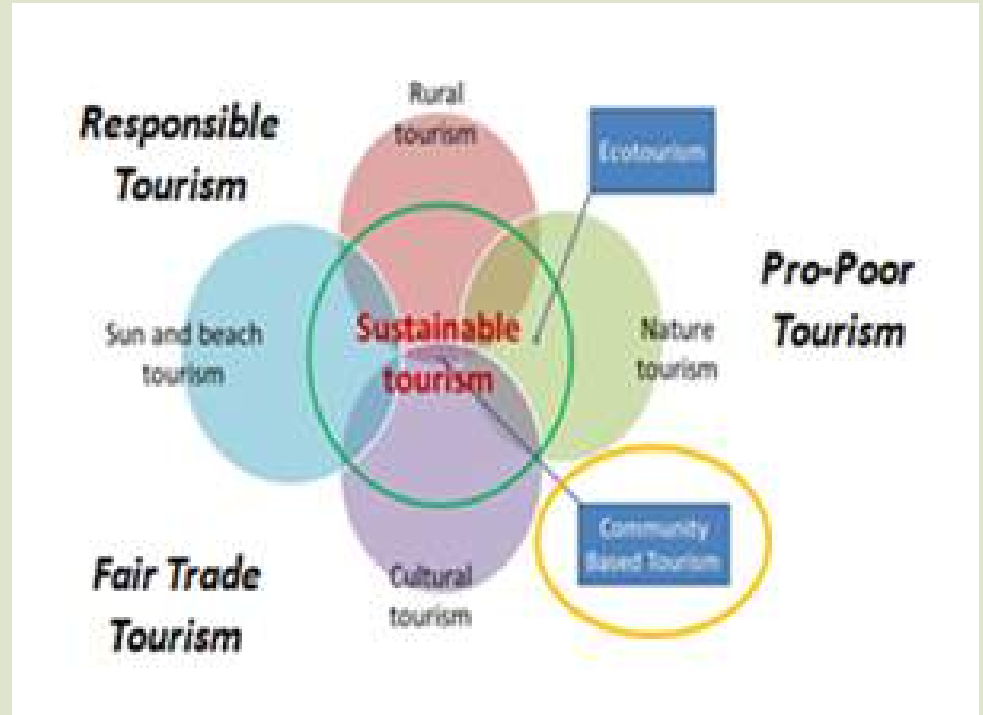 Rural
tourism
Responsible
Tourism
Ecotourism
Pro-Poor
Tourism
Sun and beach
tourism
Sustainable
tourism
Nature
tourism
Community
Based Tourism
Fair Trade
Tourism
Cultural
tourism